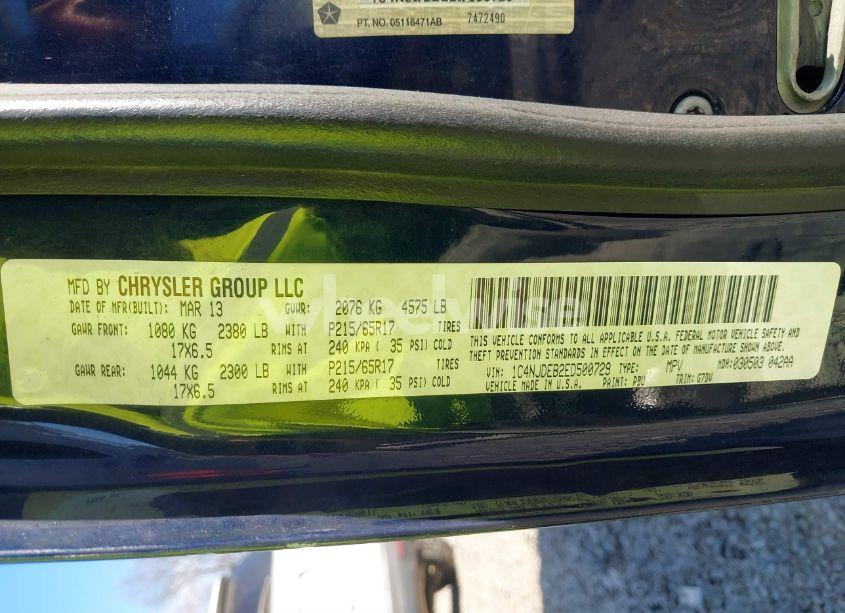 PT. NO. 05116471AB 7472490
MFD BY CHRYSLER GROUP LLC
DATE OF MFR(BUILT): MAR 13 GVWR: 2076 KG 4575 LB
GAWR FRONT: 1080 KG 2380 LB WITH P215/65R17 TIRES
17X6.5 RIMS AT 240 KPA ( 35 PSI) COLD
GAWR REAR: 1044 KG 2300 LB WITH P215/65R17 TIRES
17X6.5 RIMS AT 240 KPA ( 35 PSI) COLD
THIS VEHICLE CONFORMS TO ALL APPLICABLE U.S.A. FEDERAL MOTOR VEHICLE SAFETY AND
THEFT PREVENTION STANDARDS IN EFFECT ON THE DATE OF MANUFACTURE SHOWN ABOVE.
VIN: 1C4NJDEB2ED500729 TYPE: MPV MDH:030503 042AA
VEHICLE MADE IN U.S.A. PAINT: PBU TRIM: G7DV